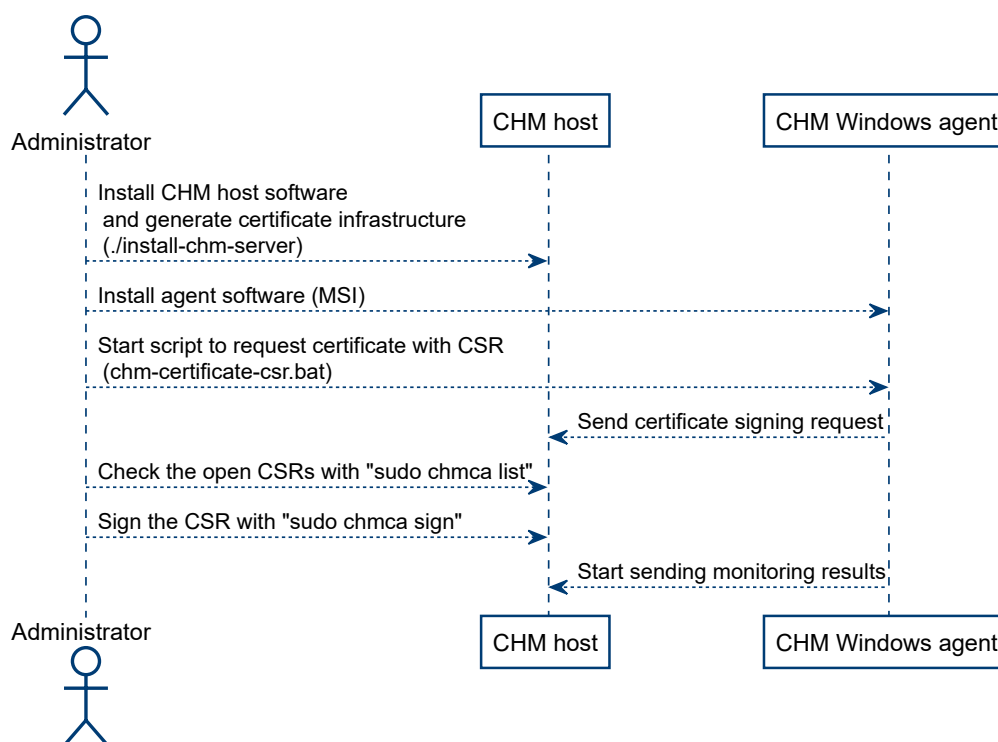 Administrator
CHM host
CHM Windows agent
Install CHM host software
and generate certificate infrastructure
(./install-chm-server)
Install agent software (MSI)
Start script to request certificate with CSR
(chm-certificate-csr.bat)
Send certificate signing request
Check the open CSRs with "sudo chmca list"
Sign the CSR with "sudo chmca sign"
Start sending monitoring results
Administrator
CHM host
CHM Windows agent